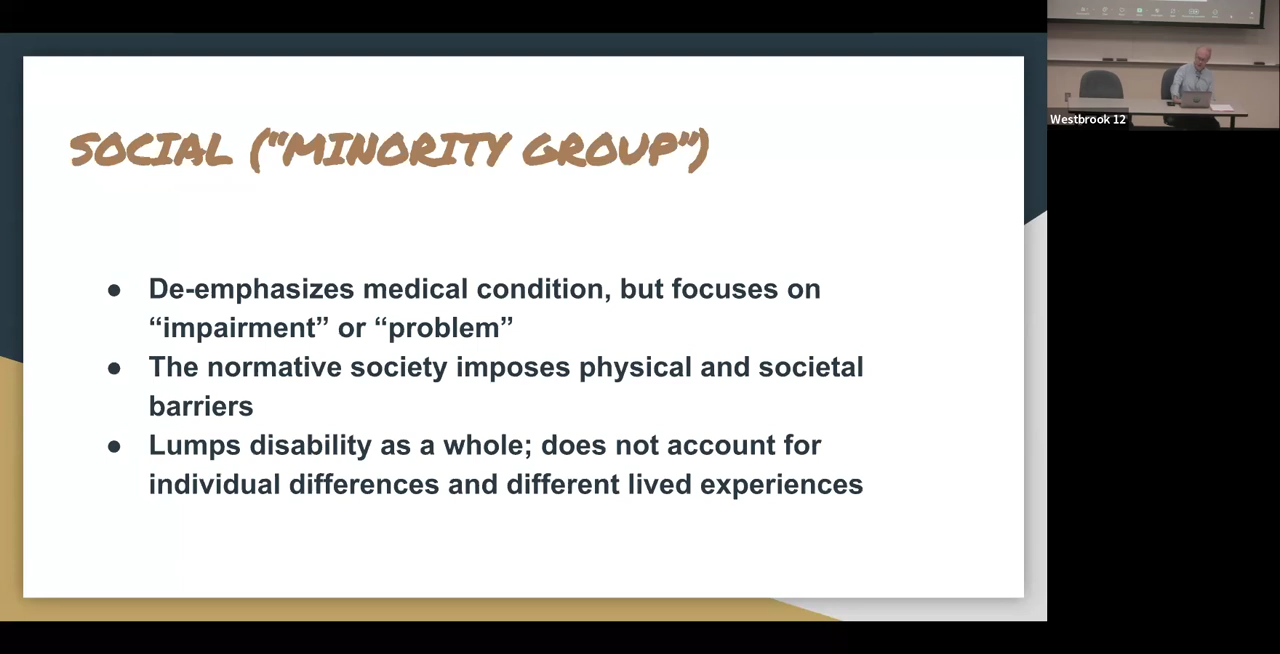 SOCIAL (“MINORITY GROUP”)
● De-emphasizes medical condition, but focuses on
“impairment” or “problem”
● The normative society imposes physical and societal
barriers
● Lumps disability as a whole; does not account for
individual differences and different lived experiences
Westbrook 12